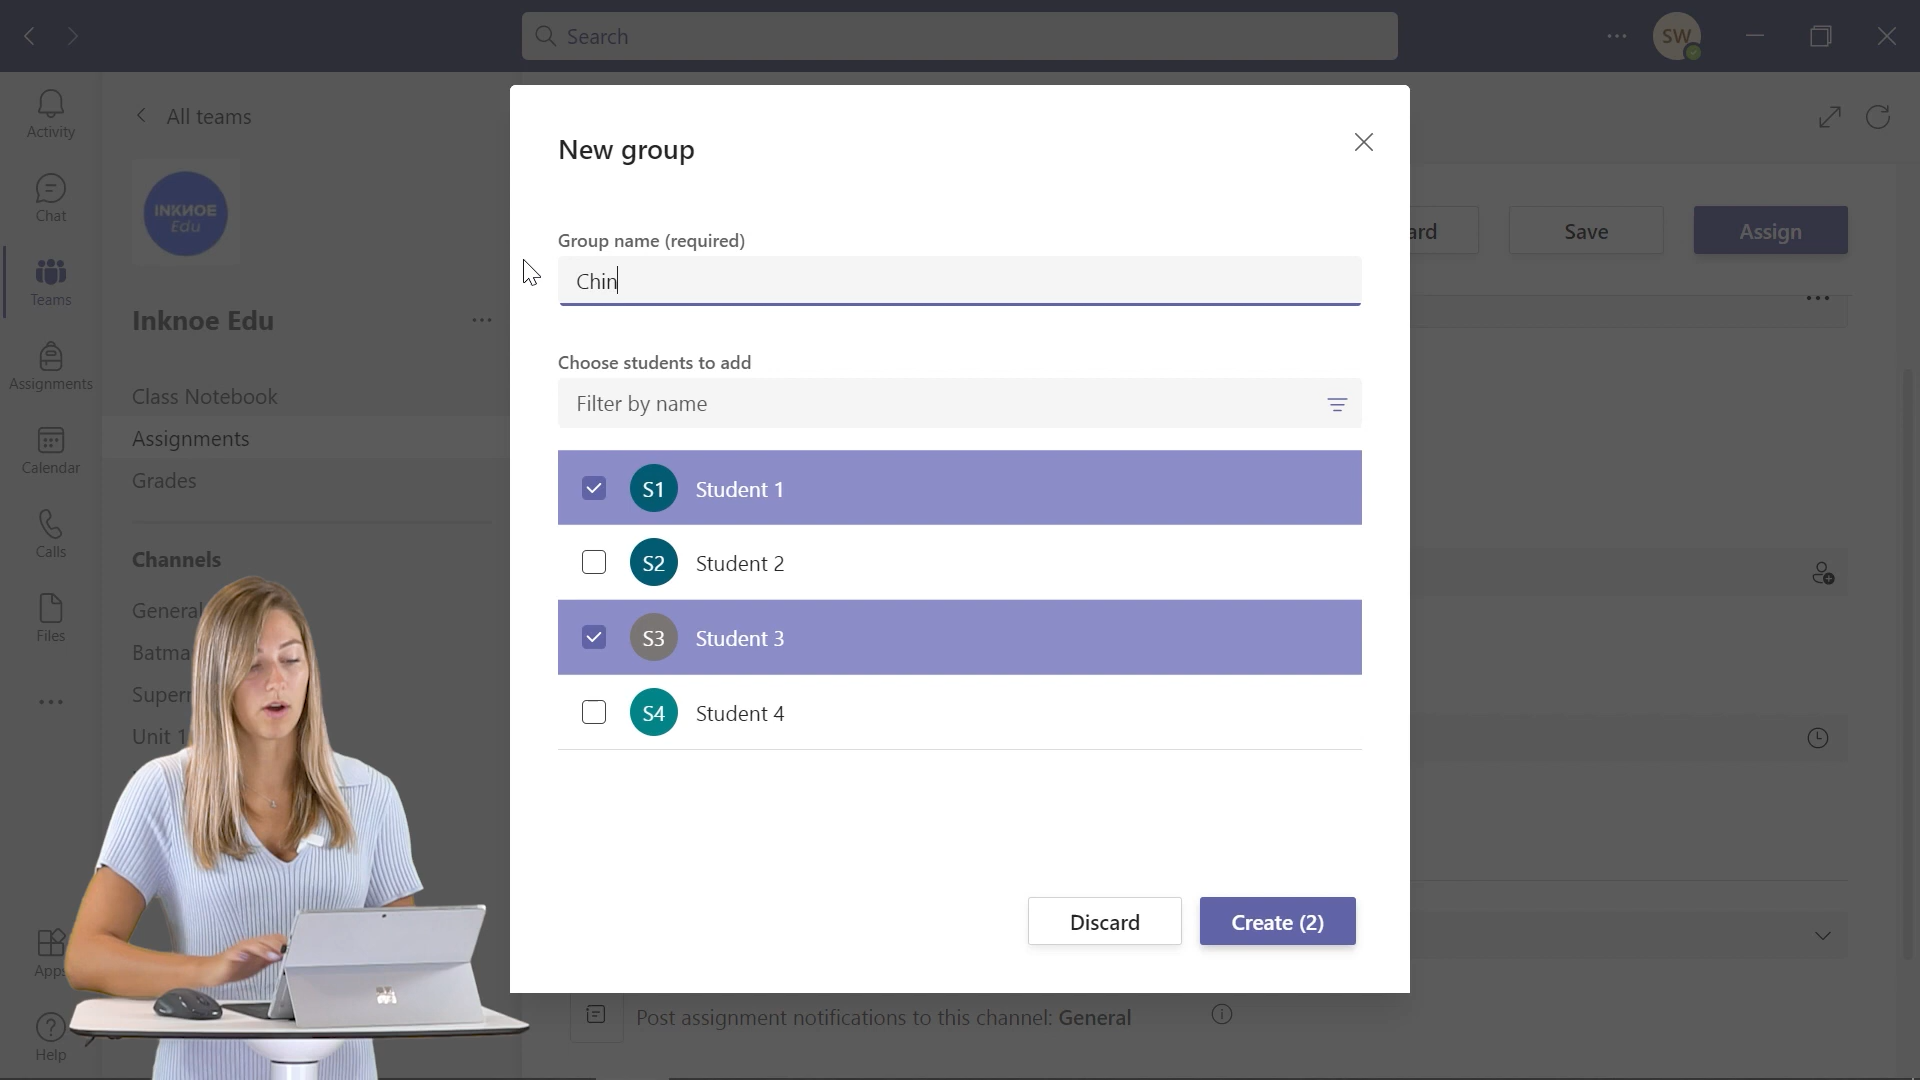 Search
SW
Activity
Chat
Teams
Assignments
Calendar
Calls
Files
Apps
Help
All teams
INKNOE
Edu
Inknoe Edu
Class Notebook
Assignments
Grades
Channels
General
Batma
Super
Unit 1
ard
Save
Assign
New group
Group name (required)
Chin
Choose students to add
Filter by name
S1 Student 1
S2 Student 2
S3 Student 3
S4 Student 4
Discard
Create (2)
Post assignment notifications to this channel: General